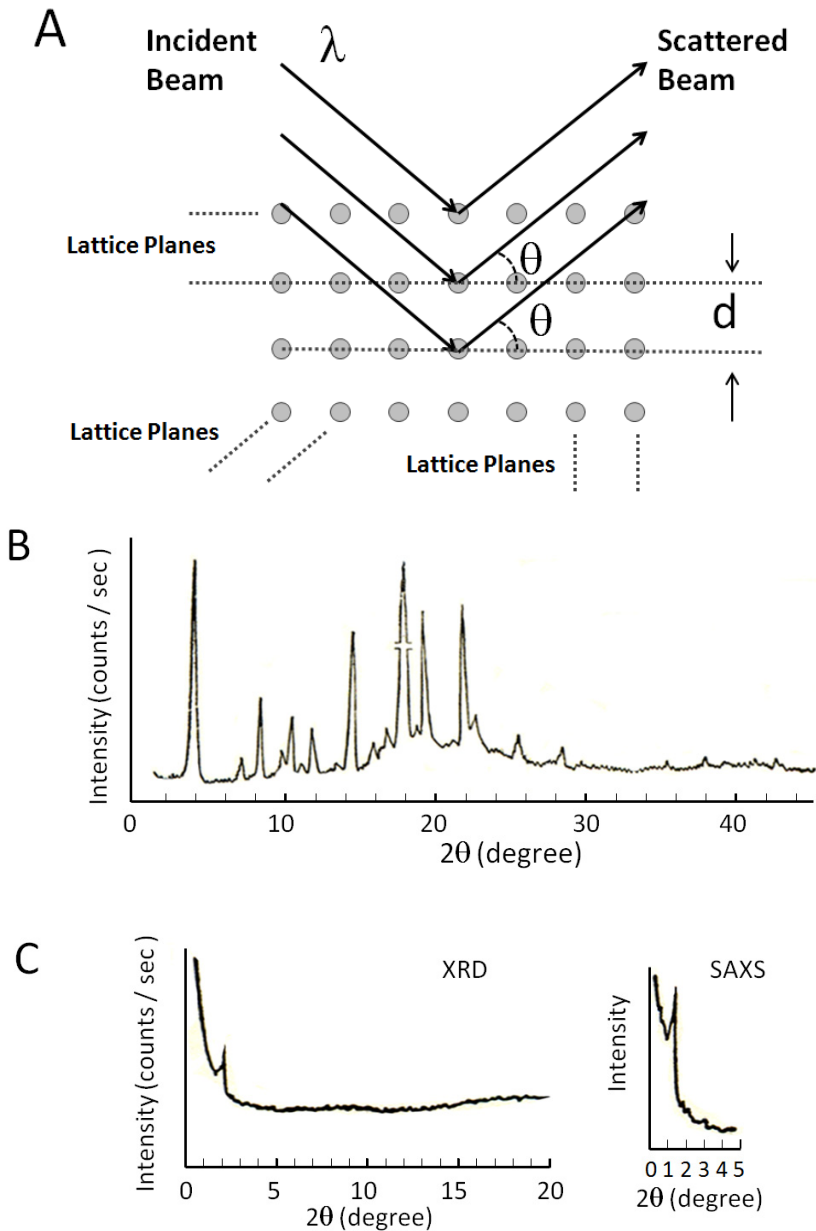 A
Incident
Beam
λ
Scattered
Beam
Lattice Planes
θ
θ
d
Lattice Planes
Lattice Planes
B
Intensity (counts / sec )
0 10 20 30 40
2θ (degree)
C
Intensity (counts / sec )
XRD
0 5 10 15 20
2θ (degree)
Intensity
SAXS
0 1 2 3 4 5
2θ (degree)